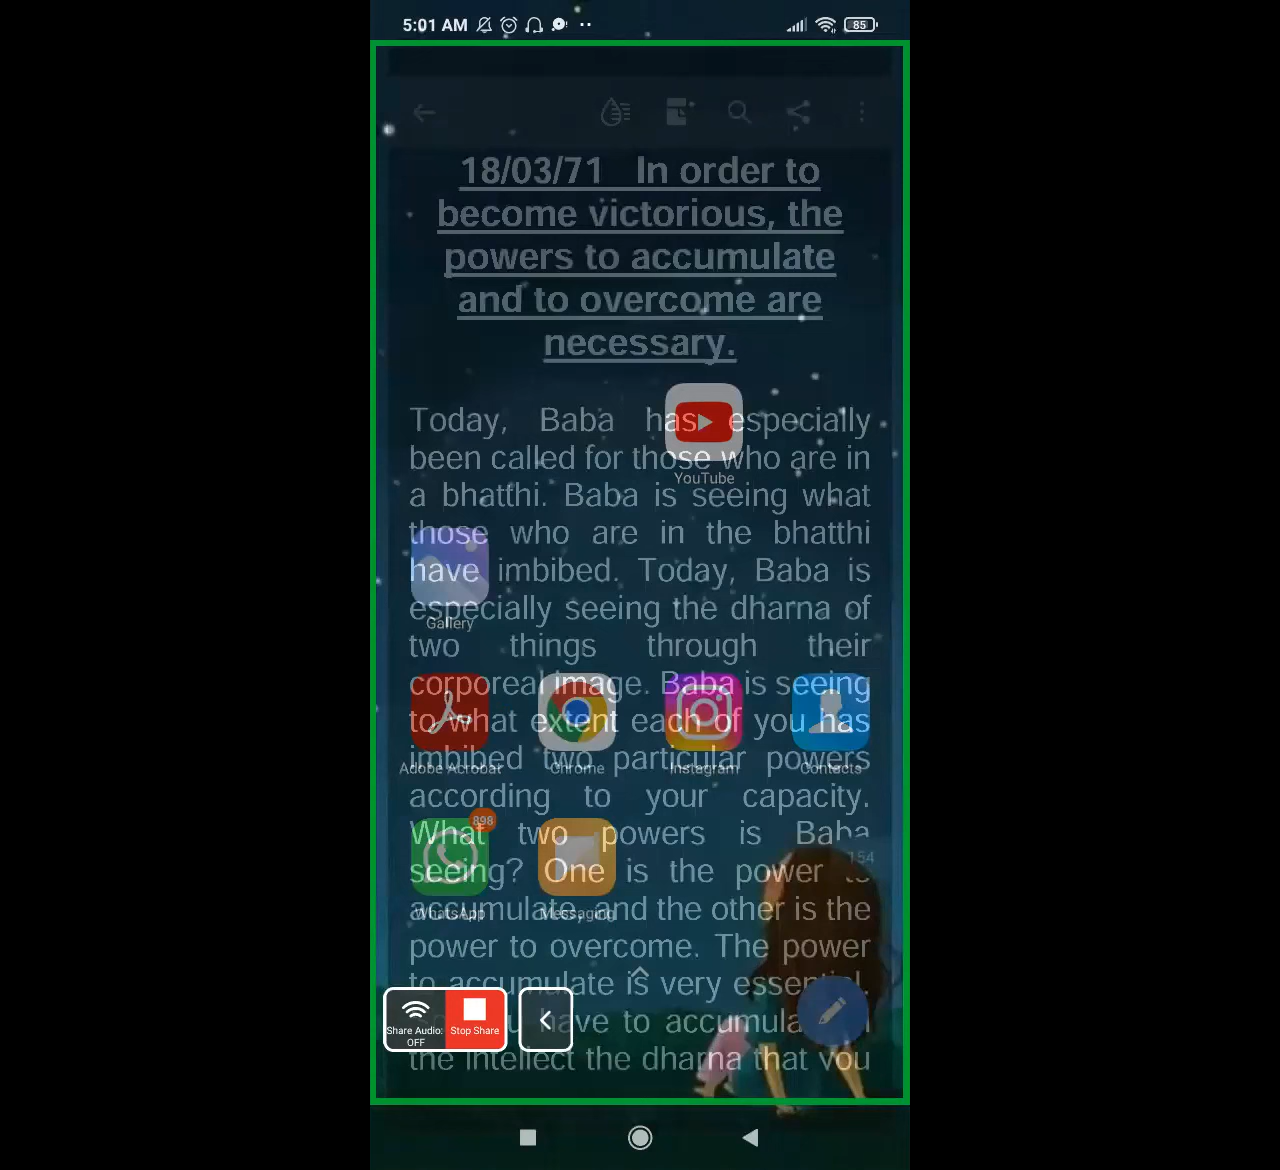 5:01 AM
85
18/03/71 In order to
become victorious, the
powers to accumulate
and to overcome are
necessary.
Today, Baba has especially
YouTube
been called for those who are in
a bhatthi. Baba is seeing what
those who are in the bhatthi
have imbibed. Today, Baba is
especially seeing the dharna of
Gallery
two things through their
corporeal image. Baba is seeing
to what extent each of you has
imbibed two particular powers
Adobe Acrobat Chrome Instagram Contacts
according to your capacity.
898
What two powers is Baba
154
seeing? One is the power
accumulate and the other is the
WhatsApp Messaging
power to overcome. The power
to accumulate is very essential.
Share Audio: OFF
Stop Share
have to
the intellect the dharna that you